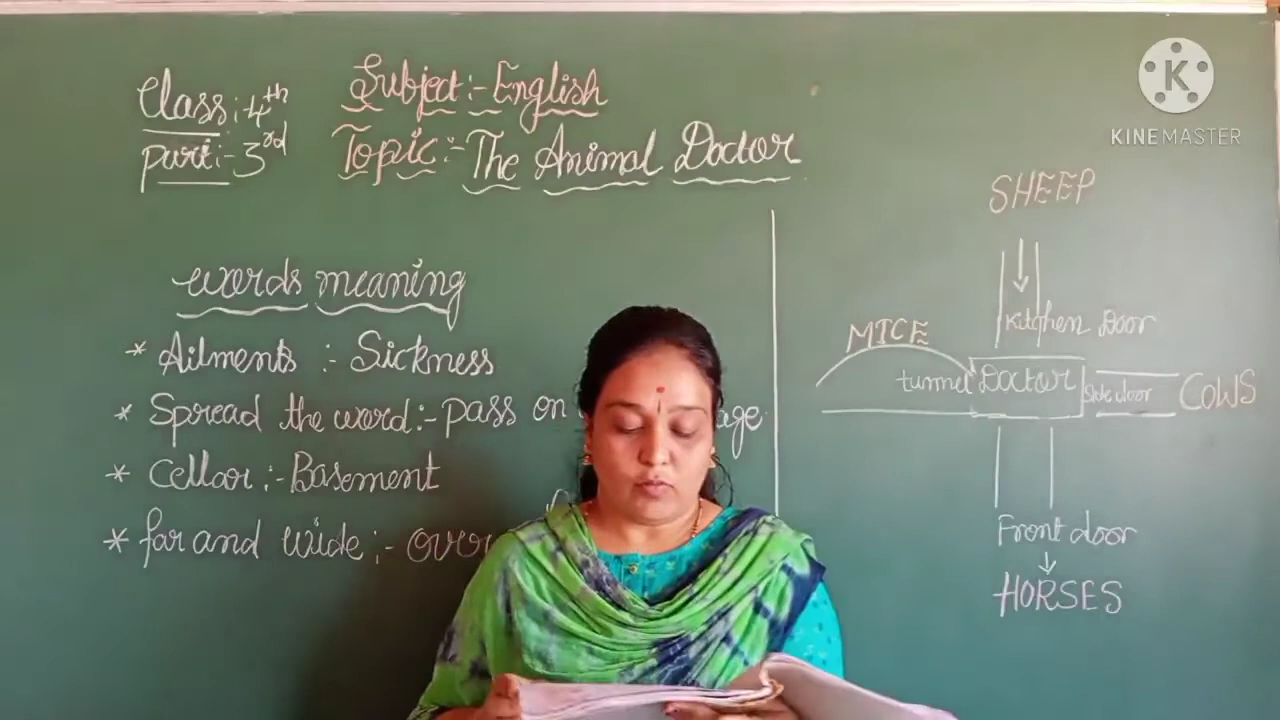 Class:4th
Part:-3rd
Subject:-English
Topic:-The Animal Doctor
words meaning
* Ailments :- Sickness
* Spread the word:-pass on
* Cellar:-Basement
* far and wide:-
SHEEP
Kitchen Door
MICE
tunnel
Doctor
Side door
COWS
Front door
HORSES
K
KINEMASTER